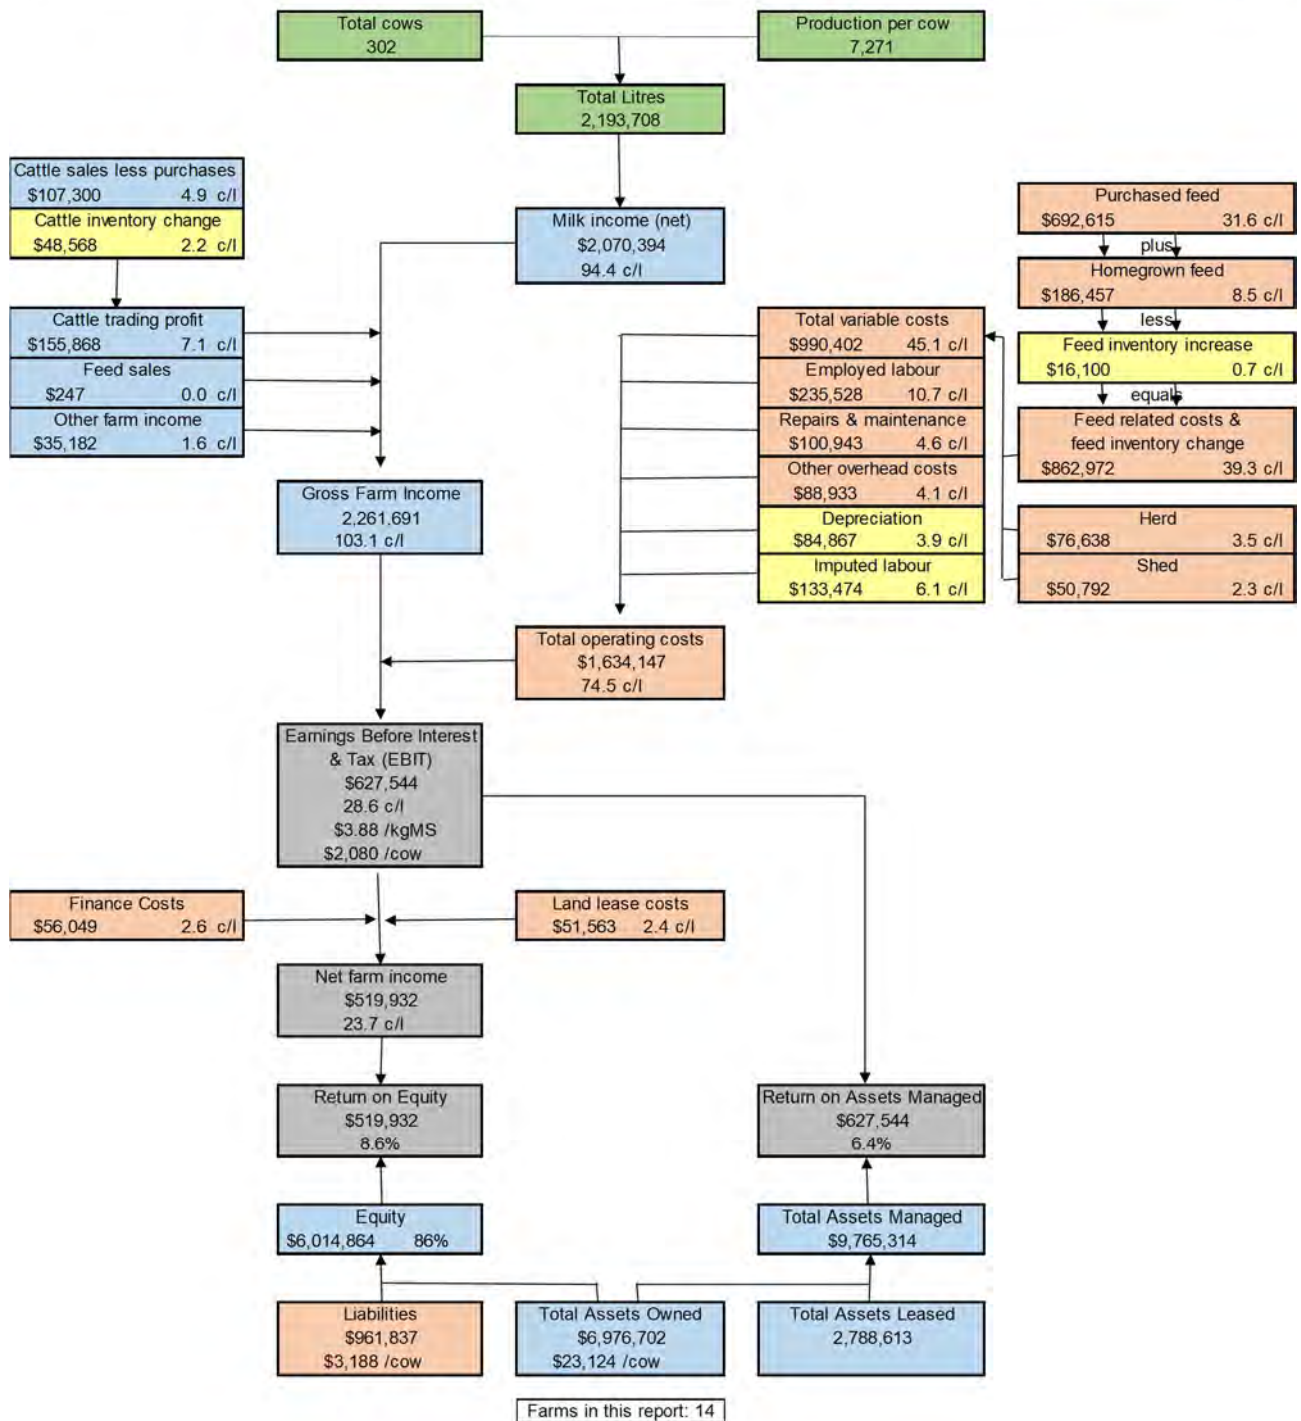 Total cows
302
Production per cow
7,271
Total Litres
2,193,708
Cattle sales less purchases
$107,300 4.9 c/l
Cattle inventory change
$48,568 2.2 c/l
Milk income (net)
$2,070,394
94.4 c/l
Purchased feed
$692,615 31.6 c/l
plus
Homegrown feed
$186,457 8.5 c/l
less
Feed inventory increase
$16,100 0.7 c/l
equals
Feed related costs &
feed inventory change
$862,972 39.3 c/l
Cattle trading profit
$155,868 7.1 c/l
Feed sales
$247 0.0 c/l
Other farm income
$35,182 1.6 c/l
Total variable costs
$990,402 45.1 c/l
Employed labour
$235,528 10.7 c/l
Repairs & maintenance
$100,943 4.6 c/l
Other overhead costs
$88,933 4.1 c/l
Depreciation
$84,867 3.9 c/l
Imputed labour
$133,474 6.1 c/l
Herd
$76,638 3.5 c/l
Shed
$50,792 2.3 c/l
Gross Farm Income
2,261,691
103.1 c/l
Total operating costs
$1,634,147
74.5 c/l
Earnings Before Interest
& Tax (EBIT)
$627,544
28.6 c/l
$3.88 /kgMS
$2,080 /cow
Finance Costs
$56,049 2.6 c/l
Land lease costs
$51,563 2.4 c/l
Net farm income
$519,932
23.7 c/l
Return on Equity
$519,932
8.6%
Return on Assets Managed
$627,544
6.4%
Equity
$6,014,864 86%
Total Assets Managed
$9,765,314
Liabilities
$961,837
$3,188 /cow
Total Assets Owned
$6,976,702
$23,124 /cow
Total Assets Leased
2,788,613
Farms in this report: 14